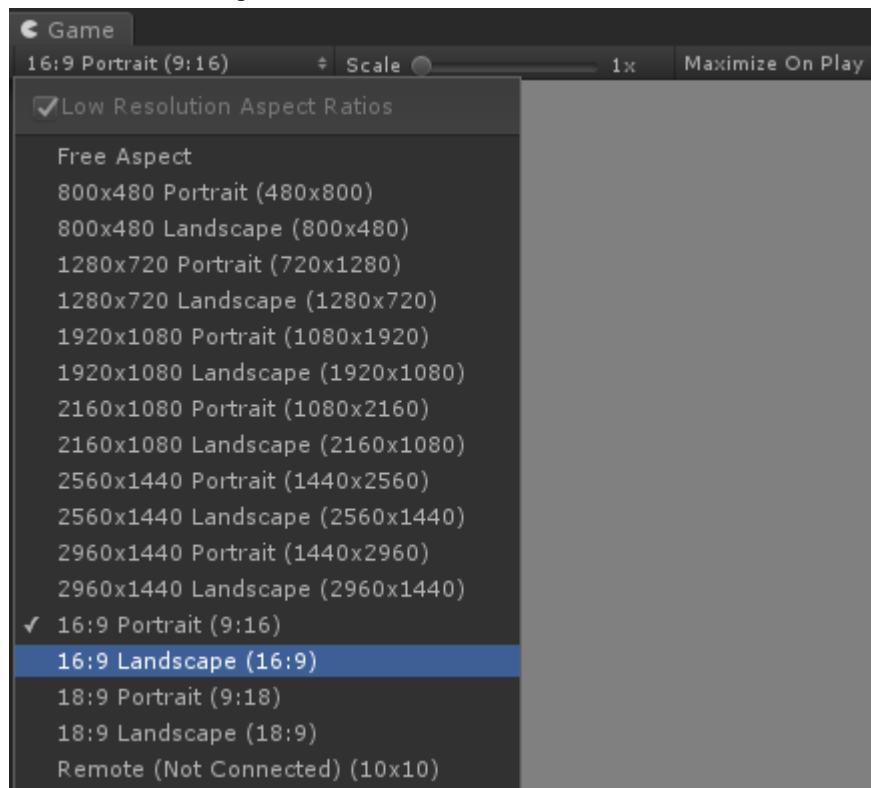 Game
16:9 Portrait (9:16) Scale 1x Maximize On Play
Low Resolution Aspect Ratios
Free Aspect
800x480 Portrait (480x800)
800x480 Landscape (800x480)
1280x720 Portrait (720x1280)
1280x720 Landscape (1280x720)
1920x1080 Portrait (1080x1920)
1920x1080 Landscape (1920x1080)
2160x1080 Portrait (1080x2160)
2160x1080 Landscape (2160x1080)
2560x1440 Portrait (1440x2560)
2560x1440 Landscape (2560x1440)
2960x1440 Portrait (1440x2960)
2960x1440 Landscape (2960x1440)
16:9 Portrait (9:16)
16:9 Landscape (16:9)
18:9 Portrait (9:18)
18:9 Landscape (18:9)
Remote (Not Connected) (10x10)